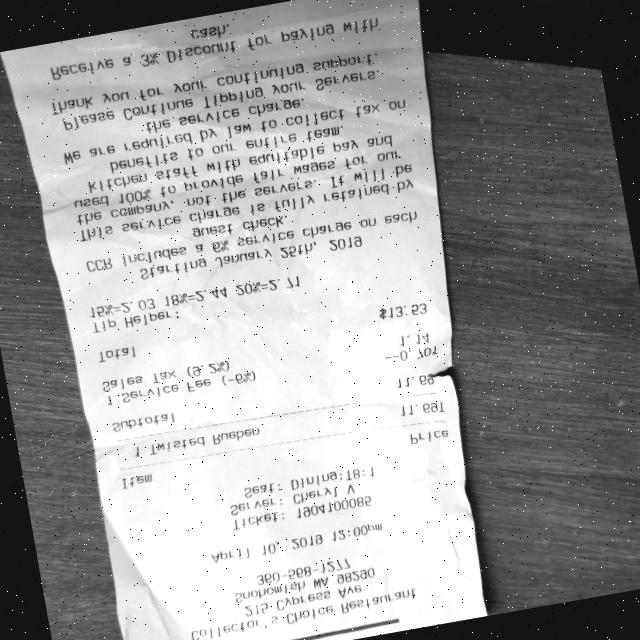 Collector's Choice Restaurant
215 Cypress Ave
Snohomish WA 98290
360-568-1277
April 10, 2019 12:00pm
Ticket: 1904100085
Server: Cheryl V
Seat: Dining:T8:1
Item Price
1 Twisted Rueben 11.69T
Subtotal 11.69
↑ Service Fee (~6%) ~-0.70T
Sales Tax (9.2%) 1.14
Total $13.53
Tip Helper:
15%=2.03 18%=2.44 20%=2.71
Starting January 25th, 2019
CCR includes a 6% service charge on each
guest check.
This service charge is fully retained by
the company, not the servers. It will be
used 100% to provide fair wages for our
kitchen staff with equitable pay and
benefits to our entire team.
We are required by law to collect tax on
the service charge.
Please Continue Tipping your Servers.
Thank you for your continuing support.
Receive a 3% Discount for paying with
cash.